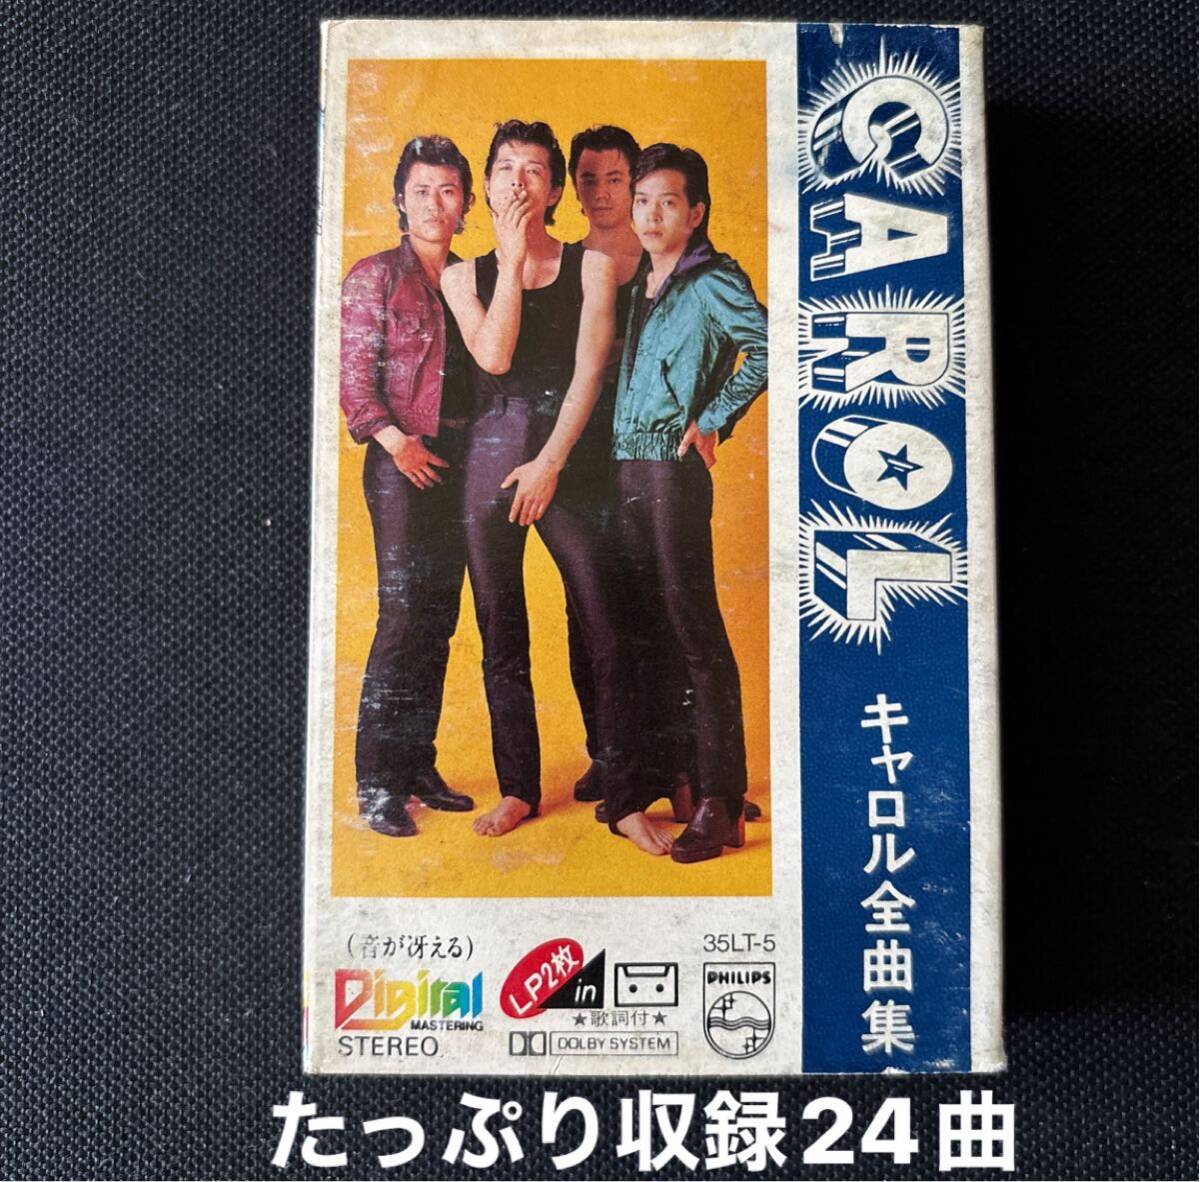 CAROL
キャロル全曲集
(音が冴える)
Digital
MASTERING
STEREO
LP2枚
in
★歌詞付★
DOLBY SYSTEM
35LT-5
PHILIPS
たっぷり収録24曲